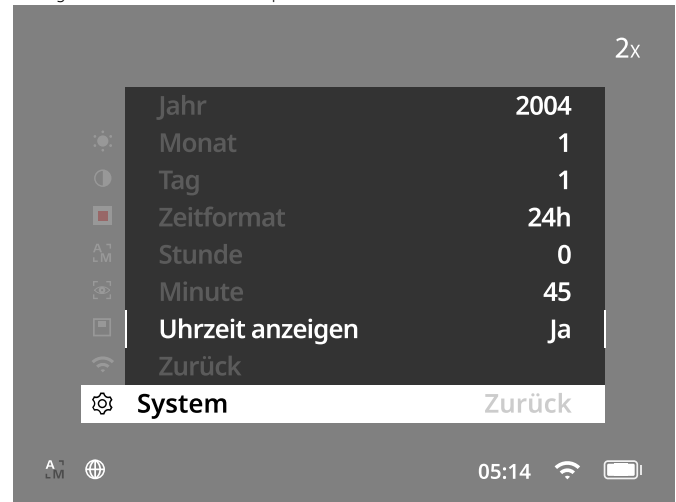 2x
Jahr 2004
Monat 1
Tag 1
Zeitformat 24h
Stunde 0
Minute 45
Uhrzeit anzeigen Ja
Zurück
System Zurück
A M
05:14